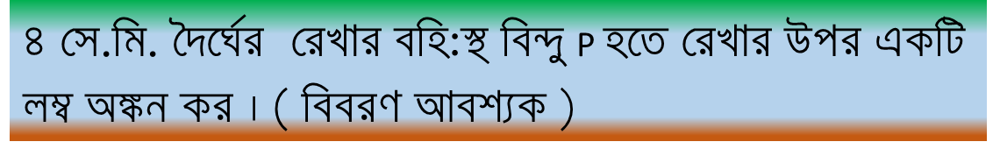 ৪ সে.মি. দৈর্ঘের রেখার বহি:স্থ বিন্দু P হতে রেখার উপর একটি
লম্ব অঙ্কন কর । ( বিবরণ আবশ্যক )